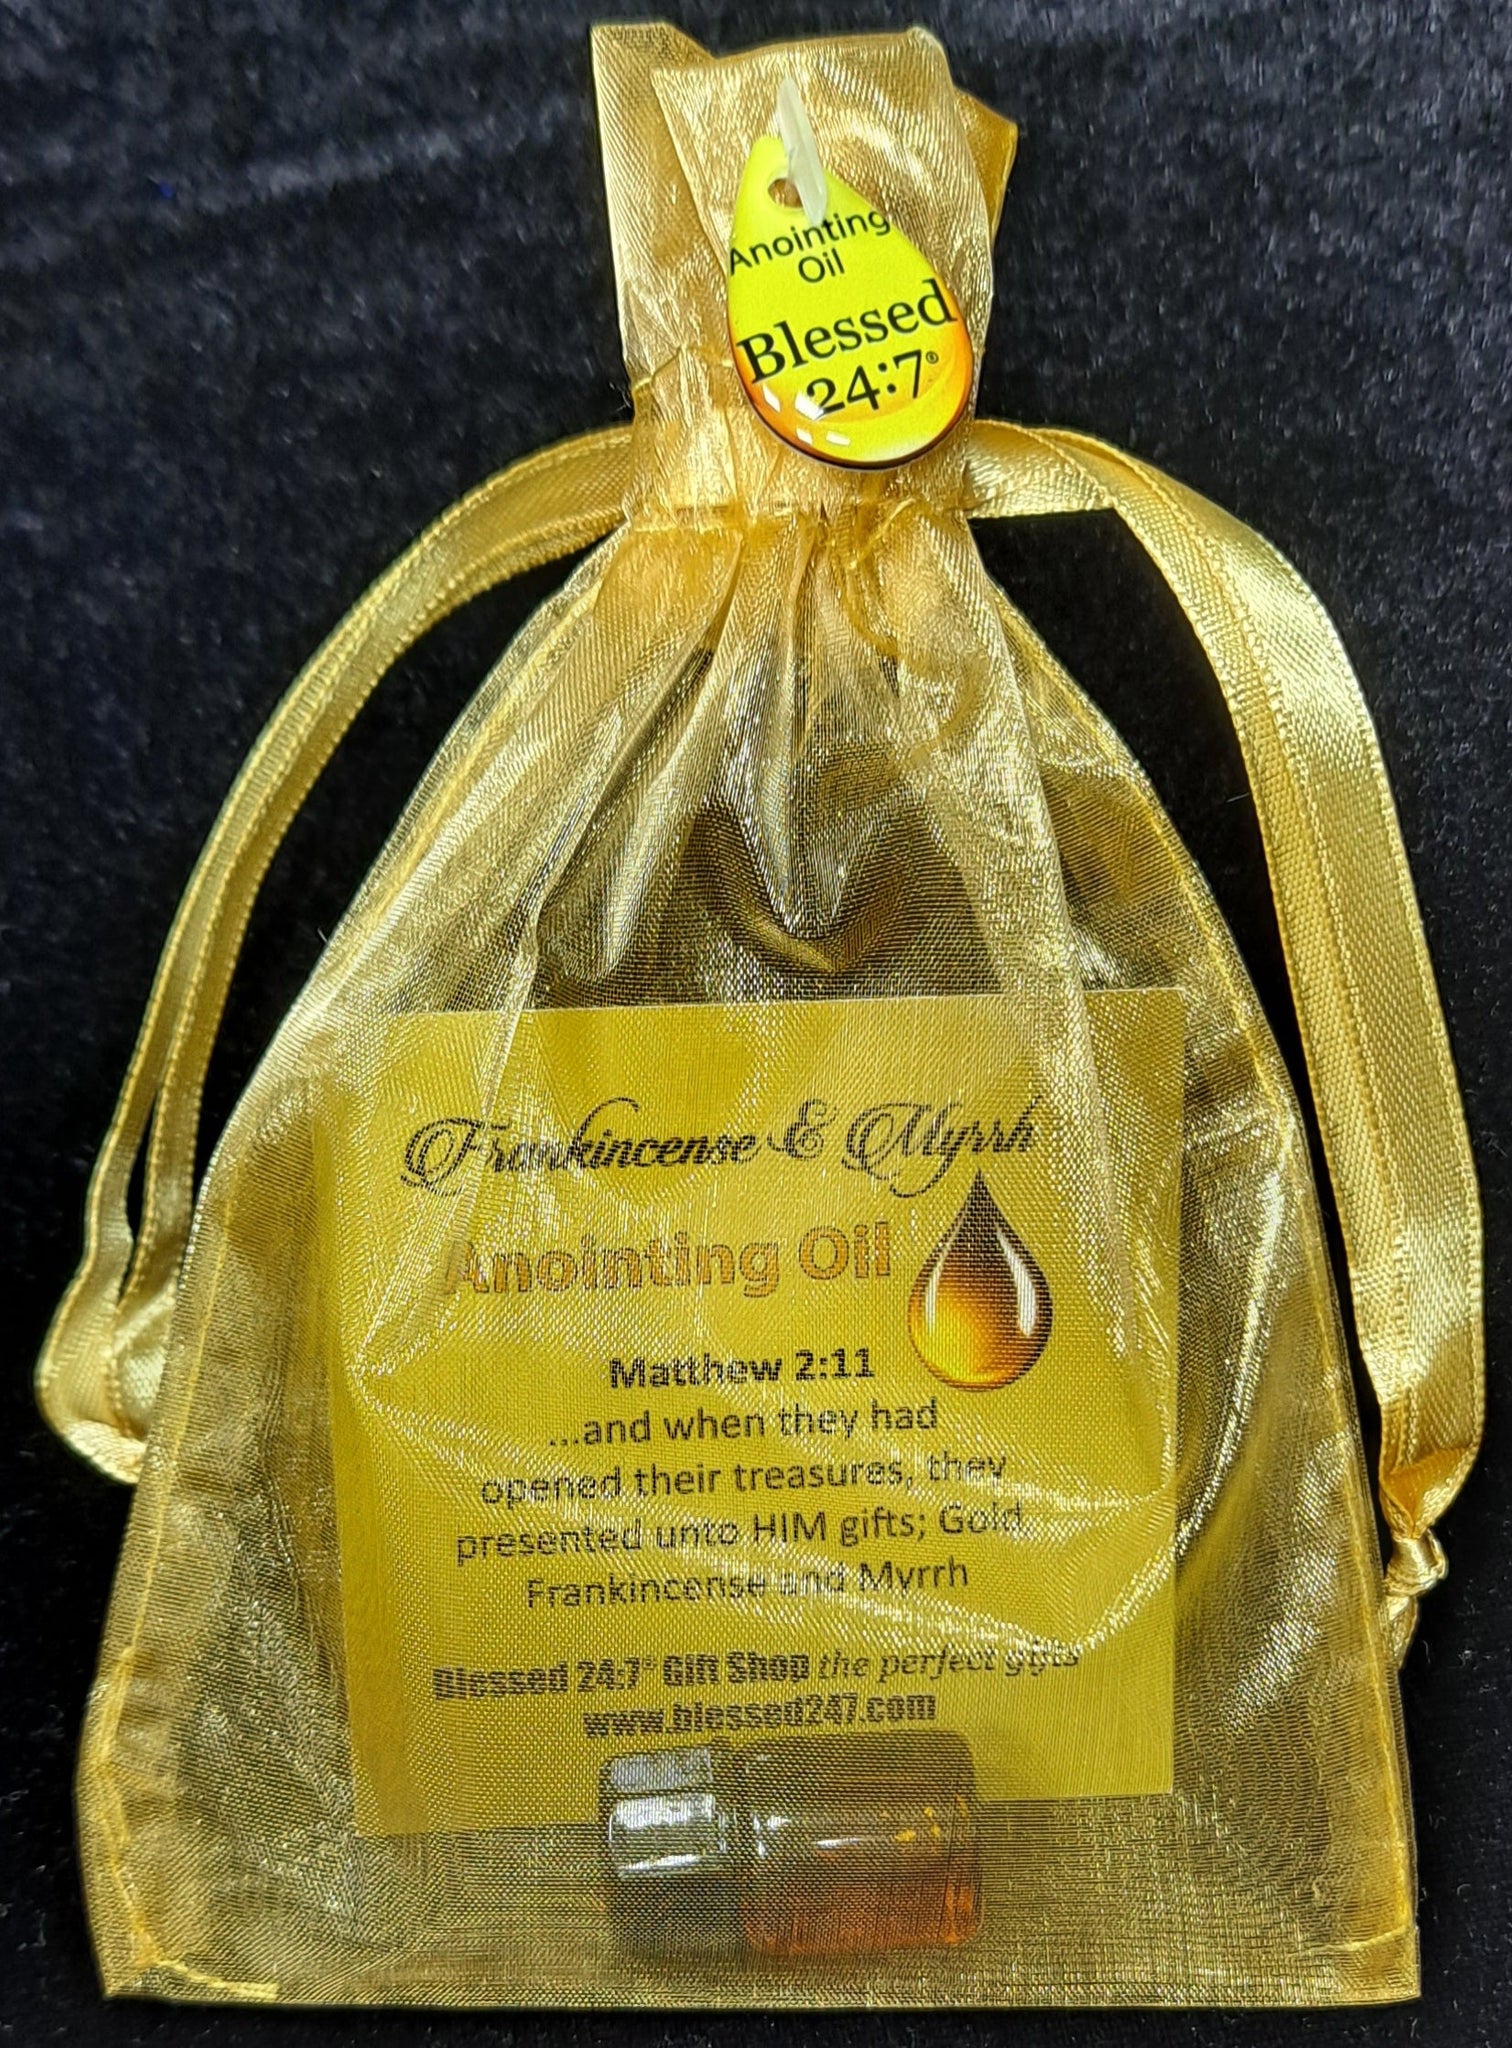 Anointing
Oil
Blessed
24:7®
Frankincense & Myrrh
Anointing Oil
Matthew 2:11
...and when they had
opened their treasures, they
presented unto HIM gifts; Gold
Frankincense and Myrrh
Blessed 24:7® Gift Shop the perfect gifts
www.blessed247.com